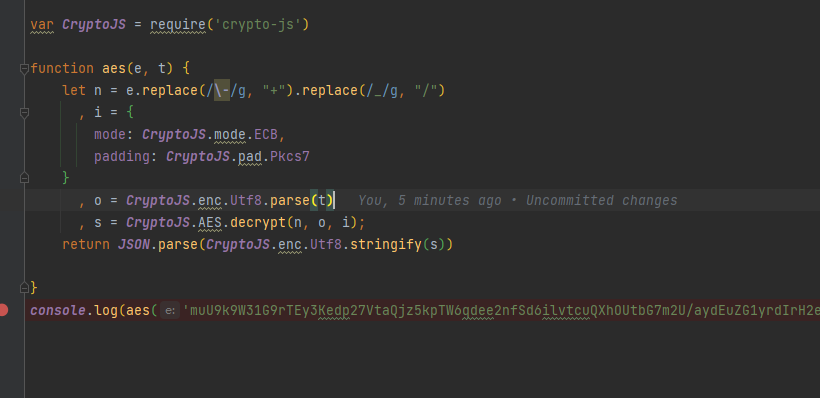 var CryptoJS = require('crypto-js')
function aes(e, t) {
let n = e.replace(/\-/g, "+").replace(/_/g, "/")
, i = {
mode: CryptoJS.mode.ECB,
padding: CryptoJS.pad.Pkcs7
}
, o = CryptoJS.enc.Utf8.parse(t) You, 5 minutes ago • Uncommitted changes
, s = CryptoJS.AES.decrypt(n, o, i);
return JSON.parse(CryptoJS.enc.Utf8.stringify(s))
}
console.log(aes( e: 'muU9k9W31G9rTEy3Kedp27VtaQjz5kpTW6qdee2nfSd6ilvtcuQXhOUtbG7m2U/aydEuZG1yrdIrH2e